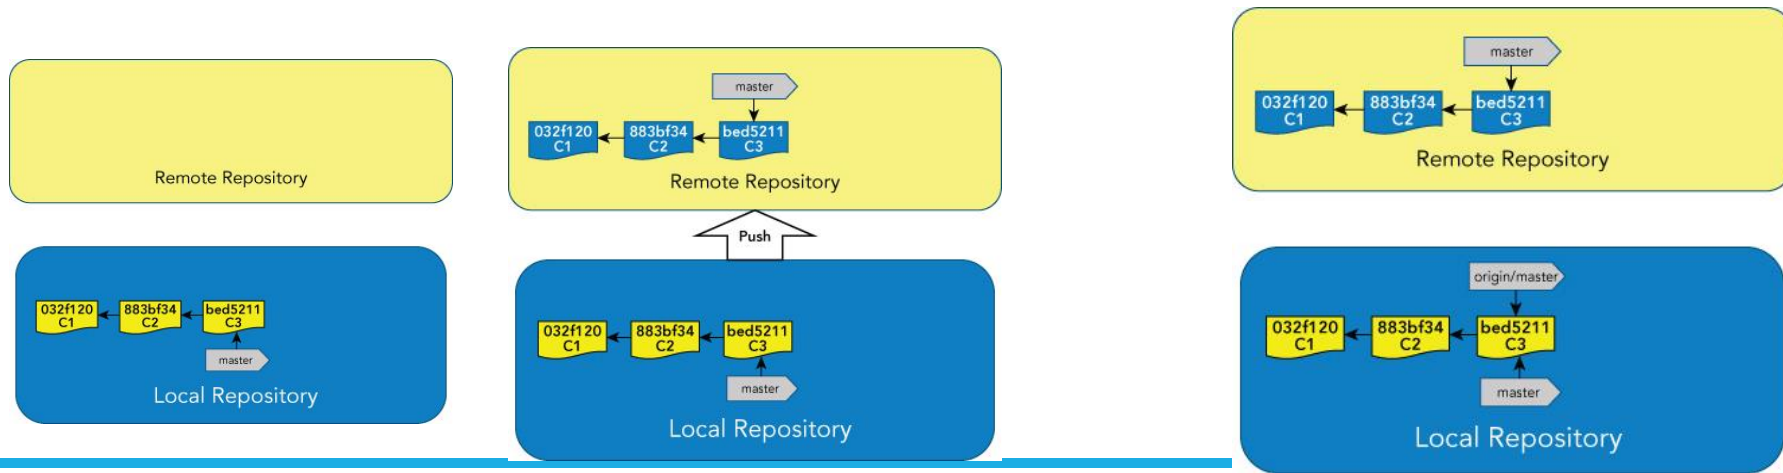 Remote Repository
032f120
C1
883bf34
C2
bed5211
C3
master
Local Repository
master
032f120
C1
883bf34
C2
bed5211
C3
Remote Repository
Push
032f120
C1
883bf34
C2
bed5211
C3
master
Local Repository
master
032f120
C1
883bf34
C2
bed5211
C3
Remote Repository
origin/master
032f120
C1
883bf34
C2
bed5211
C3
master
Local Repository